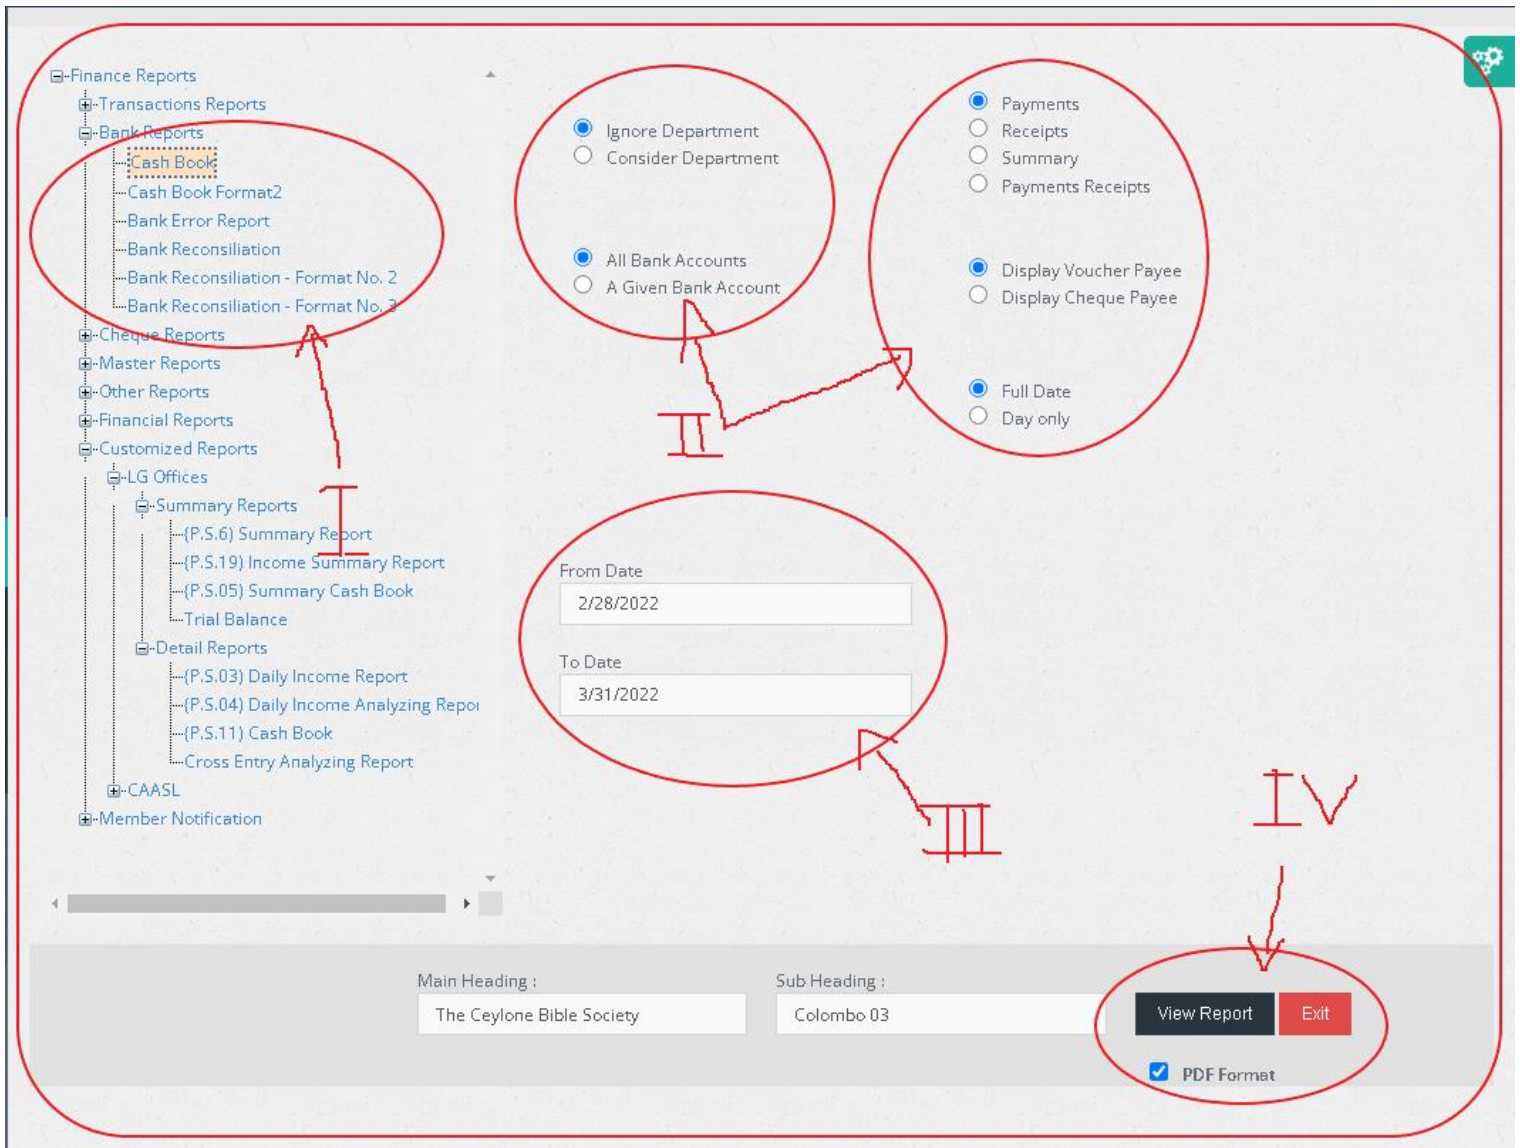 Finance Reports
Transactions Reports
Bank Reports
Cash Book
Cash Book Format2
Bank Error Report
Bank Reconsiliation
Bank Reconsiliation - Format No. 2
Bank Reconsiliation - Format No. 3
Cheque Reports
Master Reports
Other Reports
Financial Reports
Customized Reports
LG Offices
Summary Reports
(P.S.6) Summary Report
(P.S.19) Income Summary Report
(P.S.05) Summary Cash Book
Trial Balance
Detail Reports
(P.S.03) Daily Income Report
(P.S.04) Daily Income Analyzing Repor
(P.S.11) Cash Book
Cross Entry Analyzing Report
CAASL
Member Notification
I
Ignore Department
Consider Department
All Bank Accounts
A Given Bank Account
Payments
Receipts
Summary
Payments Receipts
Display Voucher Payee
Display Cheque Payee
Full Date
Day only
II
From Date
2/28/2022
To Date
3/31/2022
III
IV
Main Heading :
The Ceylone Bible Society
Sub Heading :
Colombo 03
View Report
Exit
PDF Format